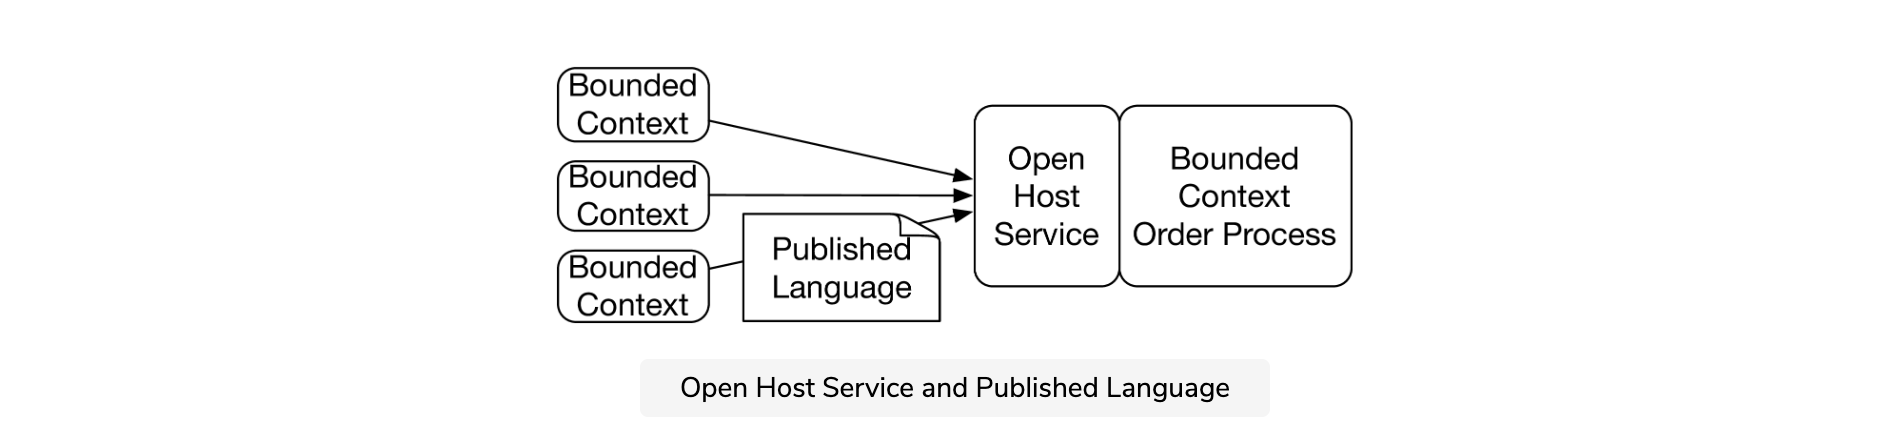 Bounded
Context
Bounded
Context
Bounded
Context
Published
Language
Open
Host
Service
Bounded
Context
Order Process
Open Host Service and Published Language